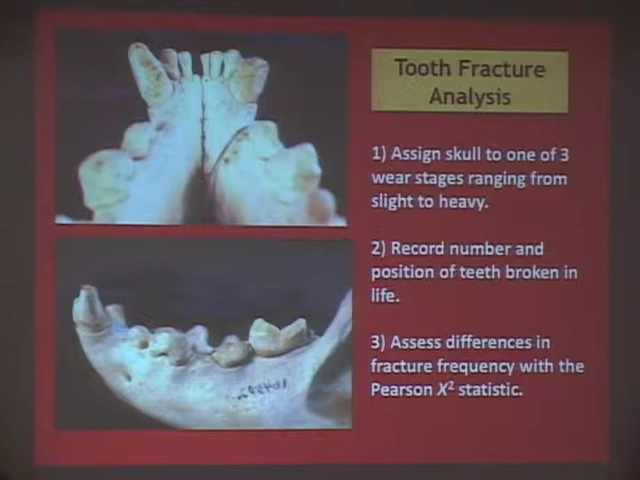 Tooth Fracture
Analysis
1) Assign skull to one of 3
wear stages ranging from
slight to heavy.
2) Record number and
position of teeth broken in
life.
3) Assess differences in
fracture frequency with the
Pearson X² statistic.